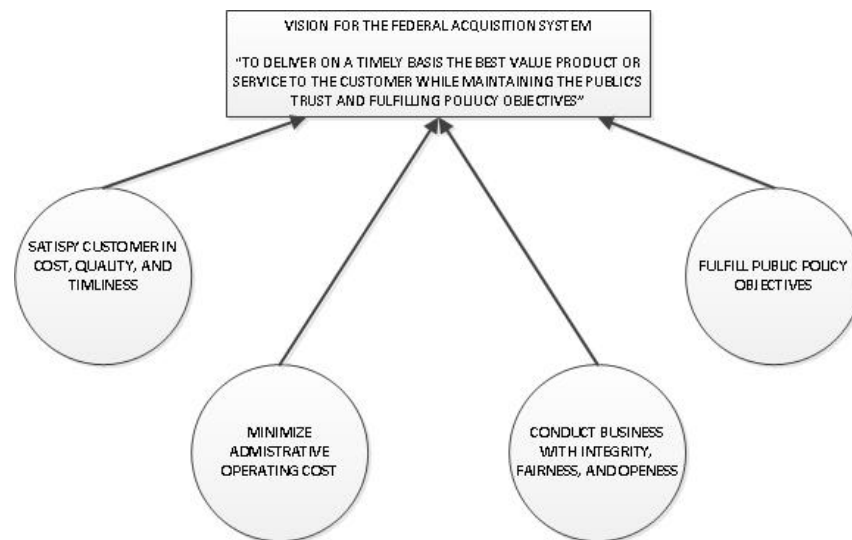 VISION FOR THE FEDERAL ACQUISITION SYSTEM
"TO DELIVER ON A TIMELY BASIS THE BEST VALUE PRODUCT OR
SERVICE TO THE CUSTOMER WHILE MAINTAINING THE PUBLIC'S
TRUST AND FULFILLING POLIUCY OBJECTIVES"
SATISPY CUSTOMER IN
COST, QUALITY, AND
TIMLINESS
FULFILL PUBLIC POLICY
OBJECTIVES
MINIMIZE
ADMISTRATIVE
OPERATING COST
CONDUCT BUSINESS
WITH INTEGRITY,
FAIRNESS, AND OPENESS